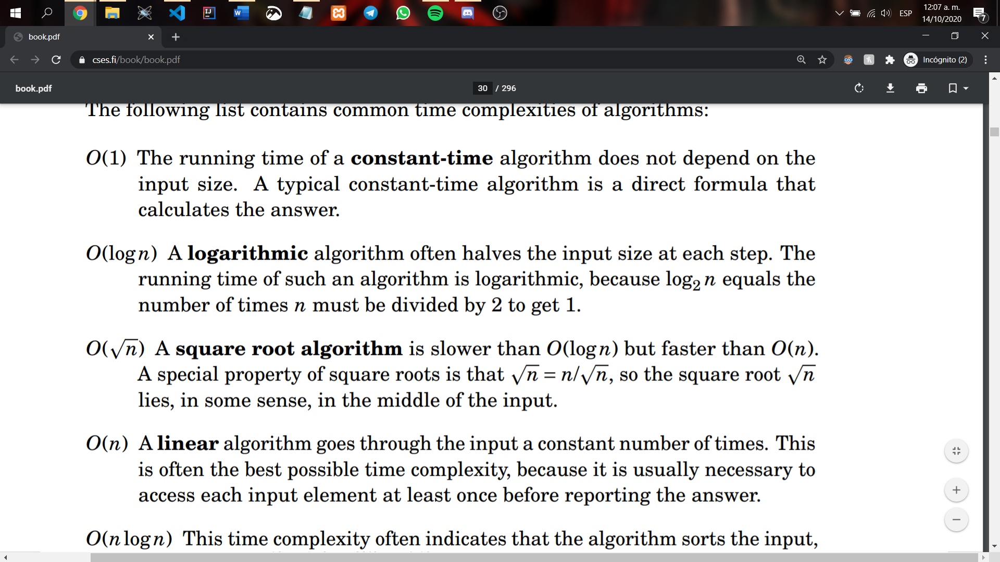 12:07 a. m.
ESP
14/10/2020
7
book.pdf
cses.fi/book/book.pdf
Incógnito (2)
book.pdf
30 / 296
The following list contains common time complexities of algorithms:
O(1) The running time of a constant-time algorithm does not depend on the
input size. A typical constant-time algorithm is a direct formula that
calculates the answer.
O(log n) A logarithmic algorithm often halves the input size at each step. The
running time of such an algorithm is logarithmic, because log₂ n equals the
number of times n must be divided by 2 to get 1.
O(√n) A square root algorithm is slower than O(log n) but faster than O(n).
A special property of square roots is that √n = n/√n, so the square root √n
lies, in some sense, in the middle of the input.
O(n) A linear algorithm goes through the input a constant number of times. This
is often the best possible time complexity, because it is usually necessary to
access each input element at least once before reporting the answer.
O(n log n) This time complexity often indicates that the algorithm sorts the input,